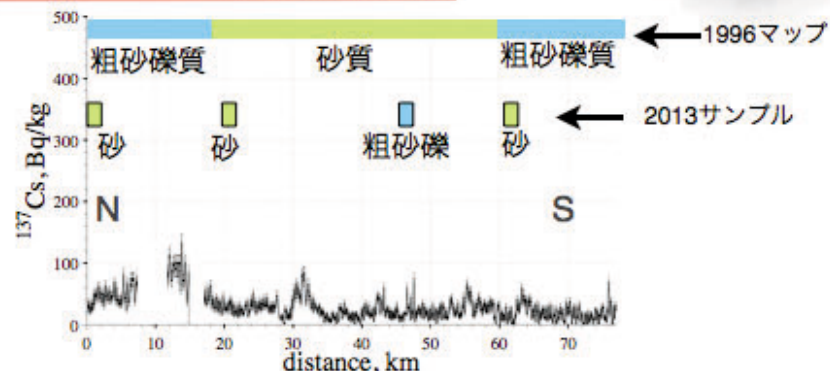 500
1996マップ
粗砂礫質 砂質 粗砂礫質
400
2013サンプル
300
砂 砂 粗砂礫 砂
200
N S
100
0
137Cs, Bq/kg
0 10 20 30 40 50 60 70
distance, km